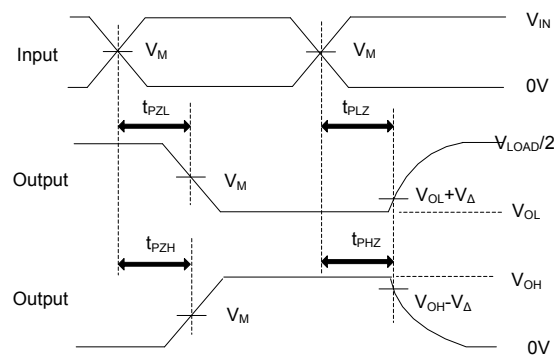 V_IN
Input V_M V_M
0V
t_PZL t_PLZ
V_LOAD/2
Output V_M V_OL+V_Δ
V_OL
t_PZH t_PHZ
V_OH
Output V_M V_OH-V_Δ
0V